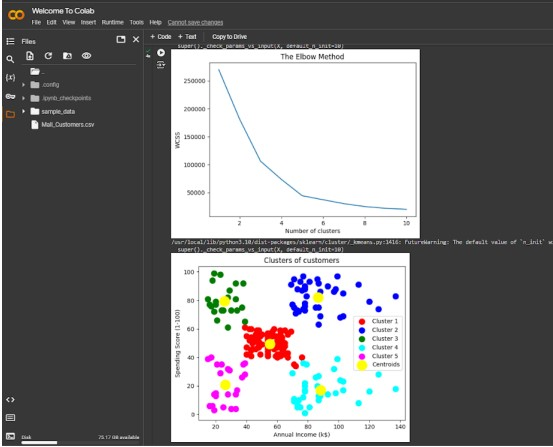 Welcome To Colab
File Edit View Insert Runtime Tools Help Cannot save changes
Files
+ Code + Text Copy to Drive
..
.config
.ipynb_checkpoints
sample_data
Mall_Customers.csv
super()._check_params_vs_input(X, default_n_init=10)
The Elbow Method
WCSS
250000
200000
150000
100000
50000
2 4 6 8 10
Number of clusters
/usr/local/lib/python3.10/dist-packages/sklearn/cluster/_kmeans.py:1416: FutureWarning: The default value of `n_init` w
super()._check_params_vs_input(X, default_n_init=10)
Clusters of customers
Spending Score (1-100)
100
80
60
40
20
0
Cluster 1
Cluster 2
Cluster 3
Cluster 4
Cluster 5
Centroids
20 40 60 80 100 120 140
Annual Income (k$)
Disk 75.17 GB available